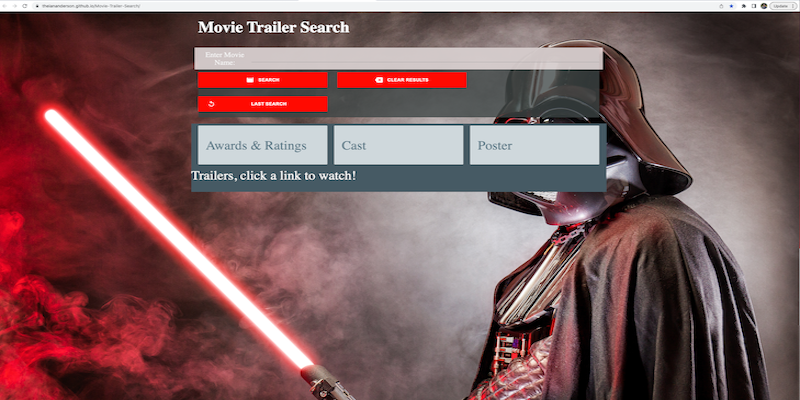 theiananderson.github.io/Movie-Trailer-Search/
Update
Movie Trailer Search
Enter Movie
Name:
SEARCH
CLEAR RESULTS
LAST SEARCH
Awards & Ratings
Cast
Poster
Trailers, click a link to watch!